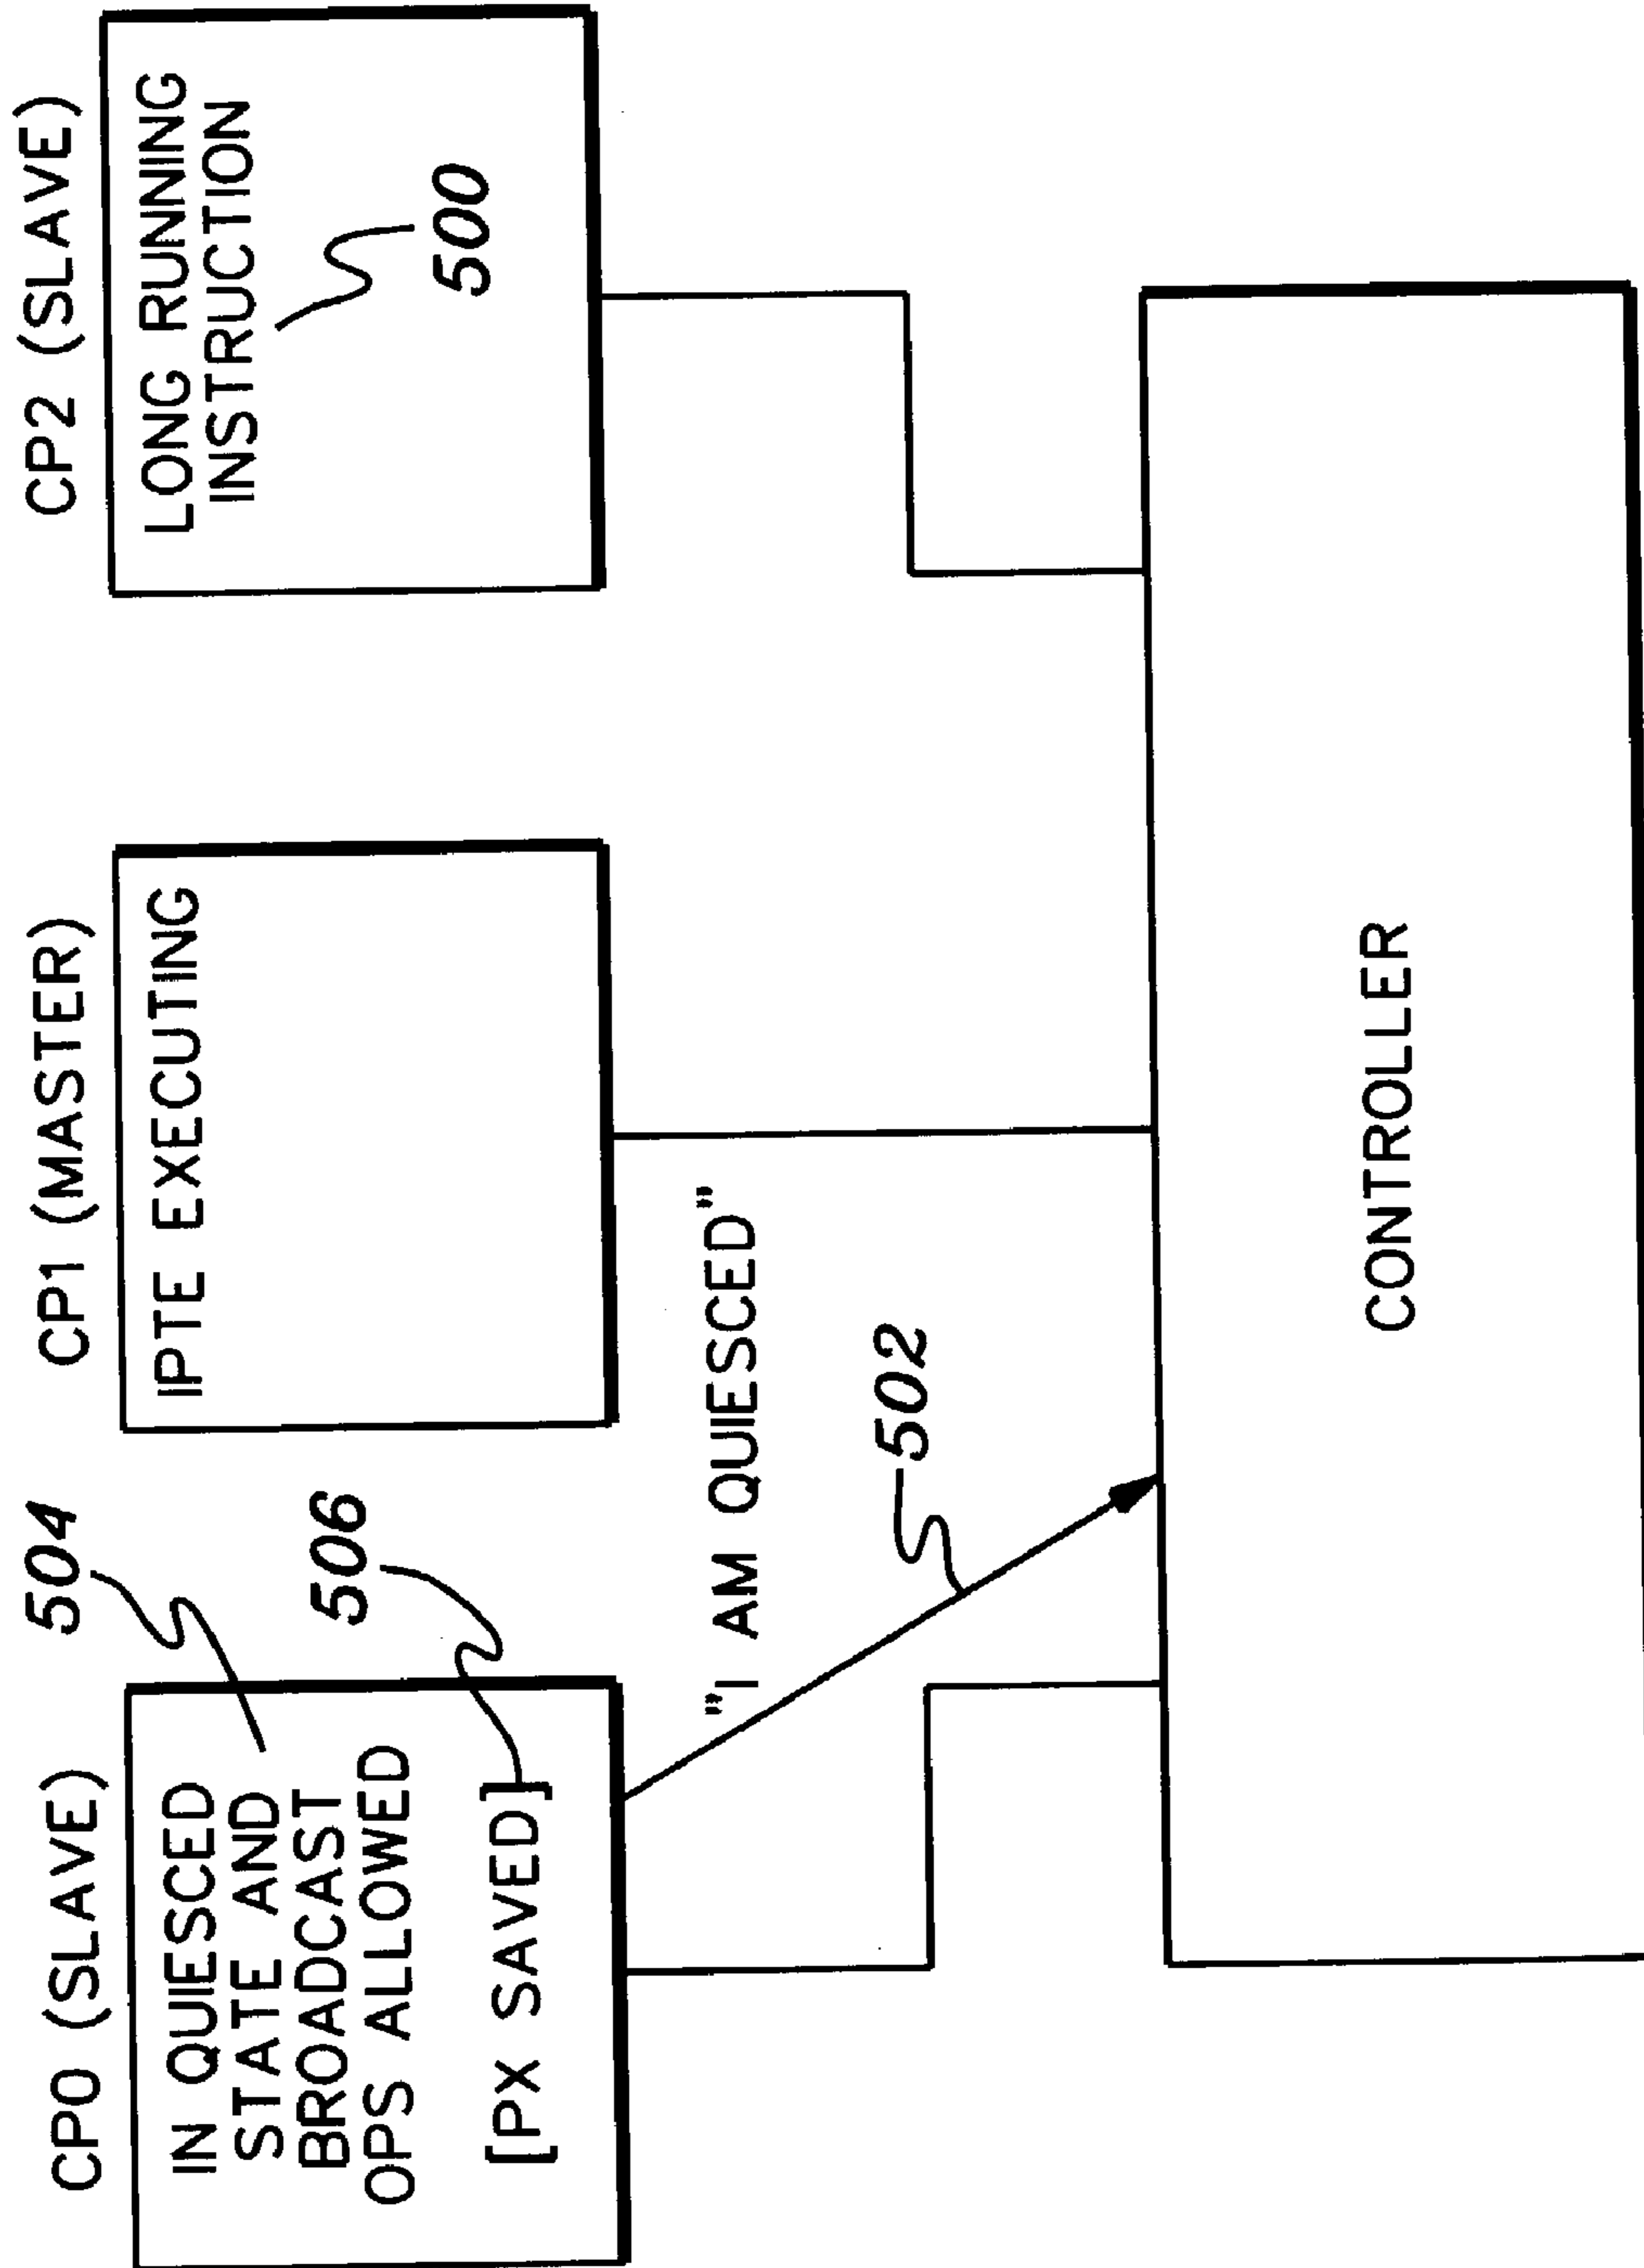 CP0 (SLAVE)
504
IN QUIESCED
STATE AND
BROADCAST
OPS ALLOWED
506
[PX SAVED]
CP1 (MASTER)
IPTE EXECUTING
CP2 (SLAVE)
LONG RUNNING
INSTRUCTION
500
"I AM QUIESCED"
502
CONTROLLER